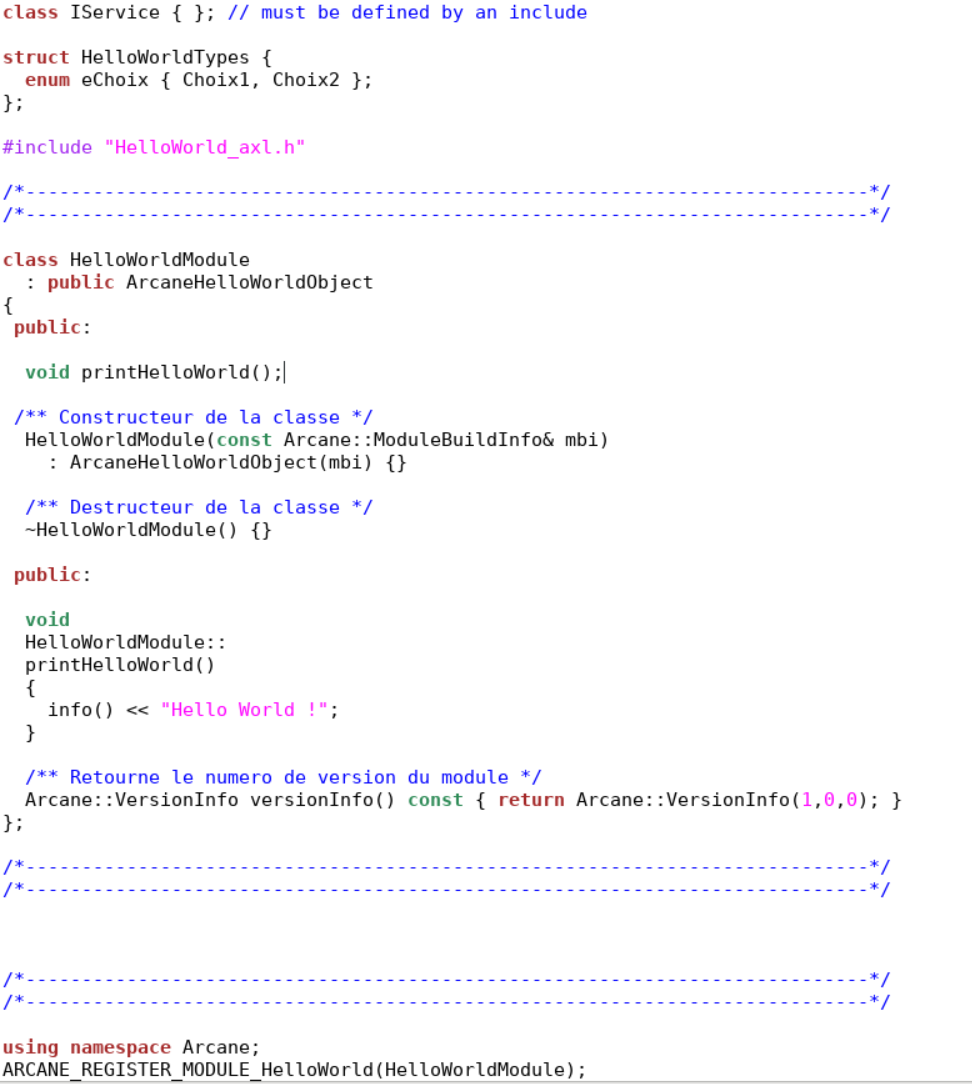 class IService { }; // must be defined by an include
struct HelloWorldTypes {
  enum eChoix { Choix1, Choix2 };
};
#include "HelloWorld_axl.h"
/*---------------------------------------------------------------------------*/
/*---------------------------------------------------------------------------*/
class HelloWorldModule
  : public ArcaneHelloWorldObject
{
 public:
  void printHelloWorld();
 /** Constructeur de la classe */
  HelloWorldModule(const Arcane::ModuleBuildInfo& mbi)
    : ArcaneHelloWorldObject(mbi) {}
  /** Destructeur de la classe */
  ~HelloWorldModule() {}
 public:
  void
  HelloWorldModule::
  printHelloWorld()
  {
    info() << "Hello World !";
  }
  /** Retourne le numero de version du module */
  Arcane::VersionInfo versionInfo() const { return Arcane::VersionInfo(1,0,0); }
};
/*---------------------------------------------------------------------------*/
/*---------------------------------------------------------------------------*/
/*---------------------------------------------------------------------------*/
/*---------------------------------------------------------------------------*/
using namespace Arcane;
ARCANE_REGISTER_MODULE_HelloWorld(HelloWorldModule);